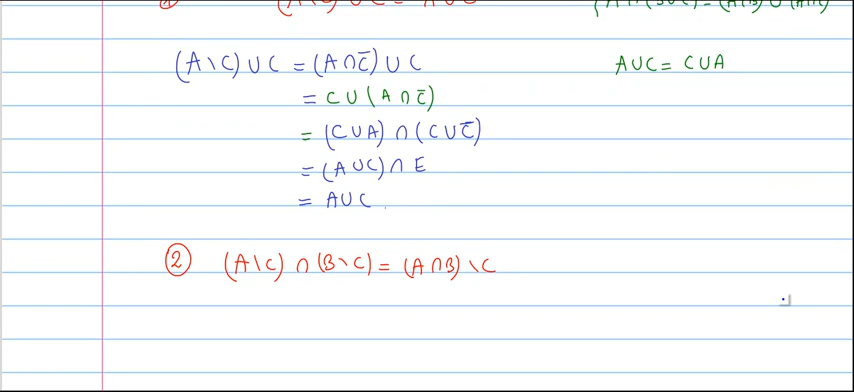 (A\C) ∪ C = A ∪ C
A∩(B∪C) = (A∩B) ∪ (A∩C)
(A\C) ∪ C = (A ∩ C̅) ∪ C
A∪C = C∪A
= C ∪ (A ∩ C̅)
= (C ∪ A) ∩ (C ∪ C̅)
= (A ∪ C) ∩ E
= A∪C
② (A\C) ∩ (B\C) = (A∩B) \ C